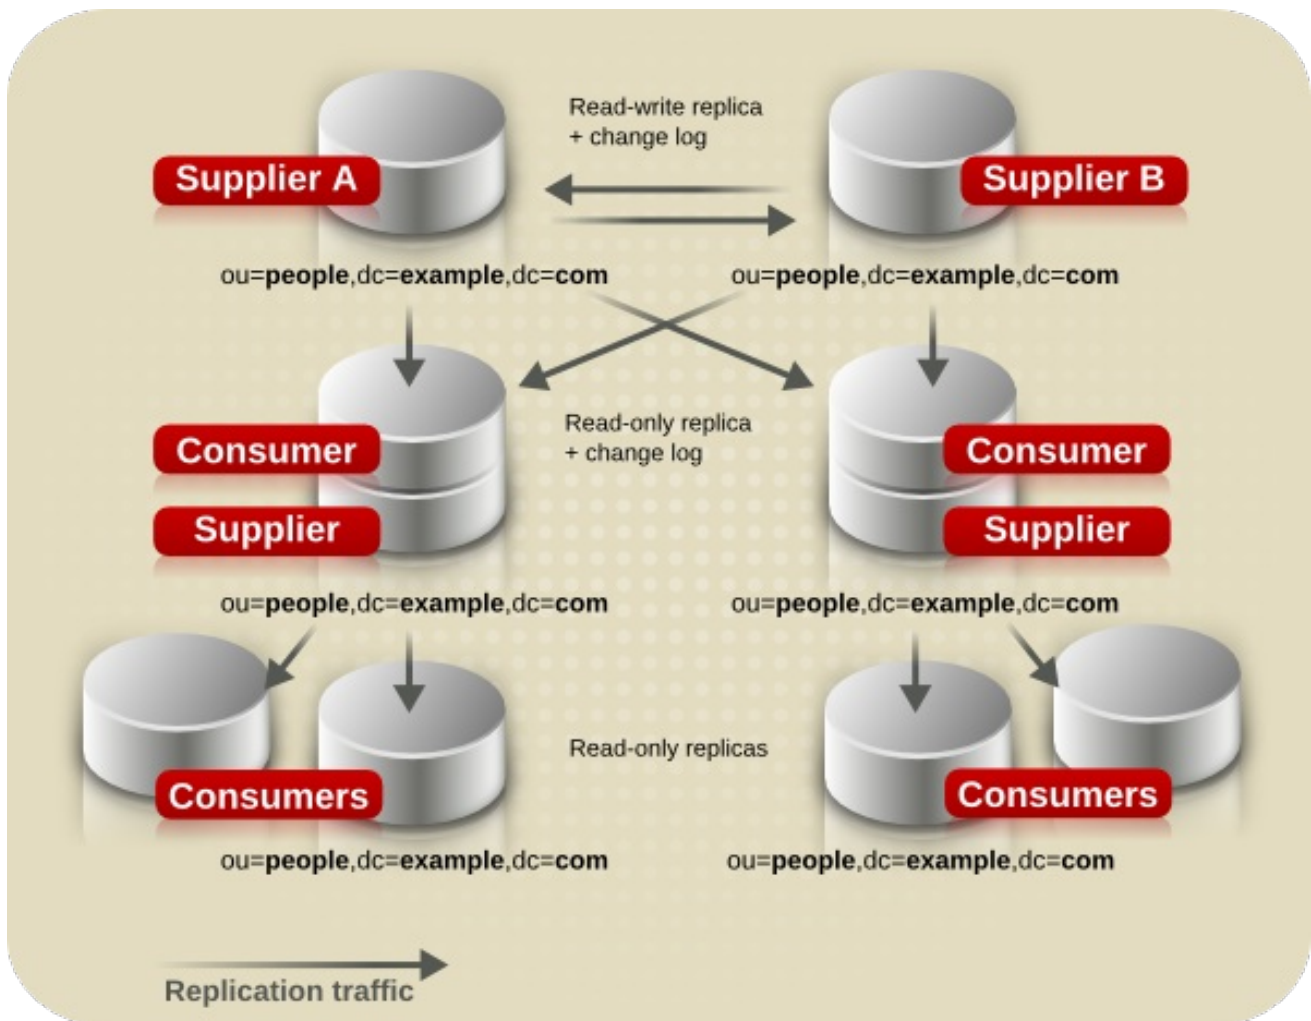 Read-write replica
+ change log
Supplier A
Supplier B
ou=people,dc=example,dc=com
ou=people,dc=example,dc=com
Read-only replica
+ change log
Consumer
Consumer
Supplier
Supplier
ou=people,dc=example,dc=com
ou=people,dc=example,dc=com
Read-only replicas
Consumers
Consumers
ou=people,dc=example,dc=com
ou=people,dc=example,dc=com
Replication traffic